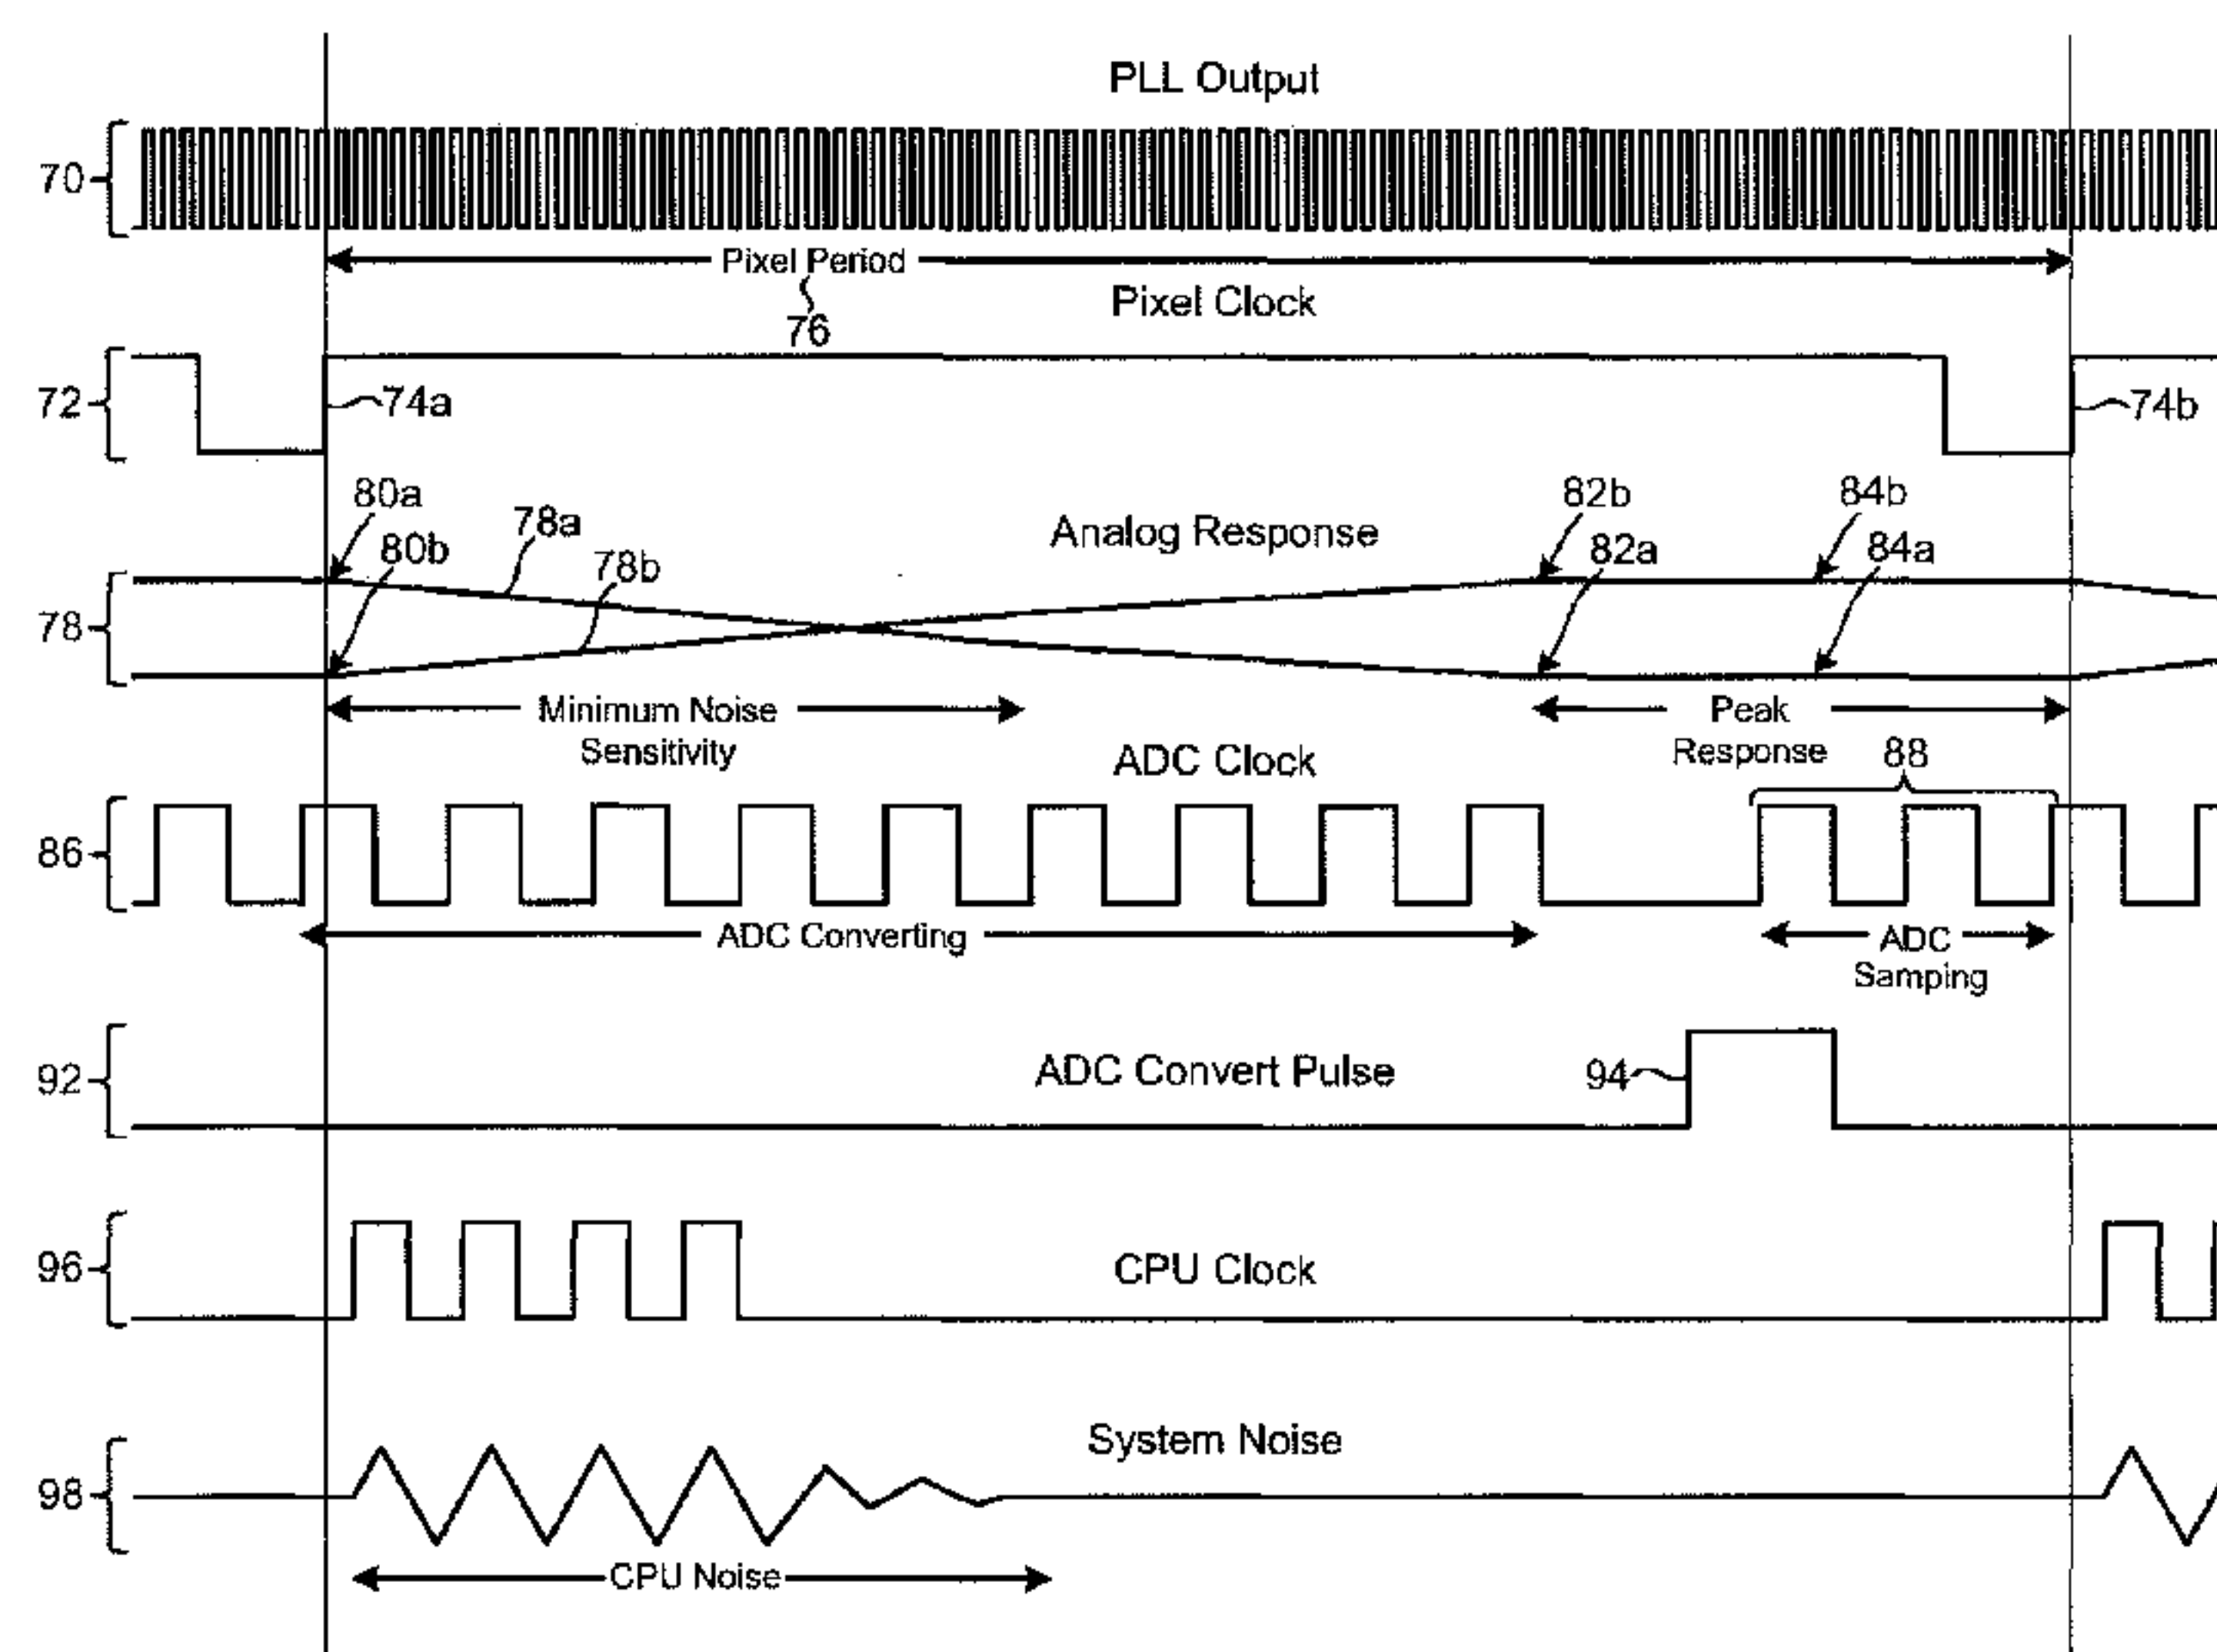 PLL Output
70
Pixel Period
76
Pixel Clock
72
74a
74b
80a
78a
80b
78b
Analog Response
82b
82a
84b
84a
78
Minimum Noise
Sensitivity
Peak
Response
ADC Clock
88
86
ADC Converting
ADC
Samping
92
ADC Convert Pulse
94
96
CPU Clock
System Noise
98
CPU Noise